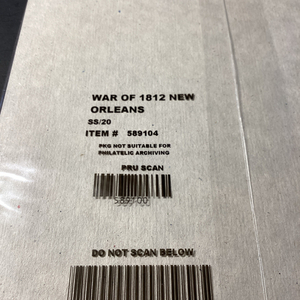 WAR OF 1812 NEW
ORLEANS
SS/20
ITEM # 589104
PKG NOT SUITABLE FOR
PHILATELIC ARCHIVING
PRU SCAN
589100
DO NOT SCAN BELOW